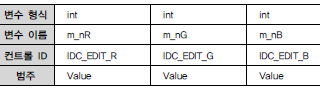 변수 형식 int int int
변수 이름 m_nR m_nG m_nB
컨트롤 ID IDC_EDIT_R IDC_EDIT_G IDC_EDIT_B
범주 Value Value Value